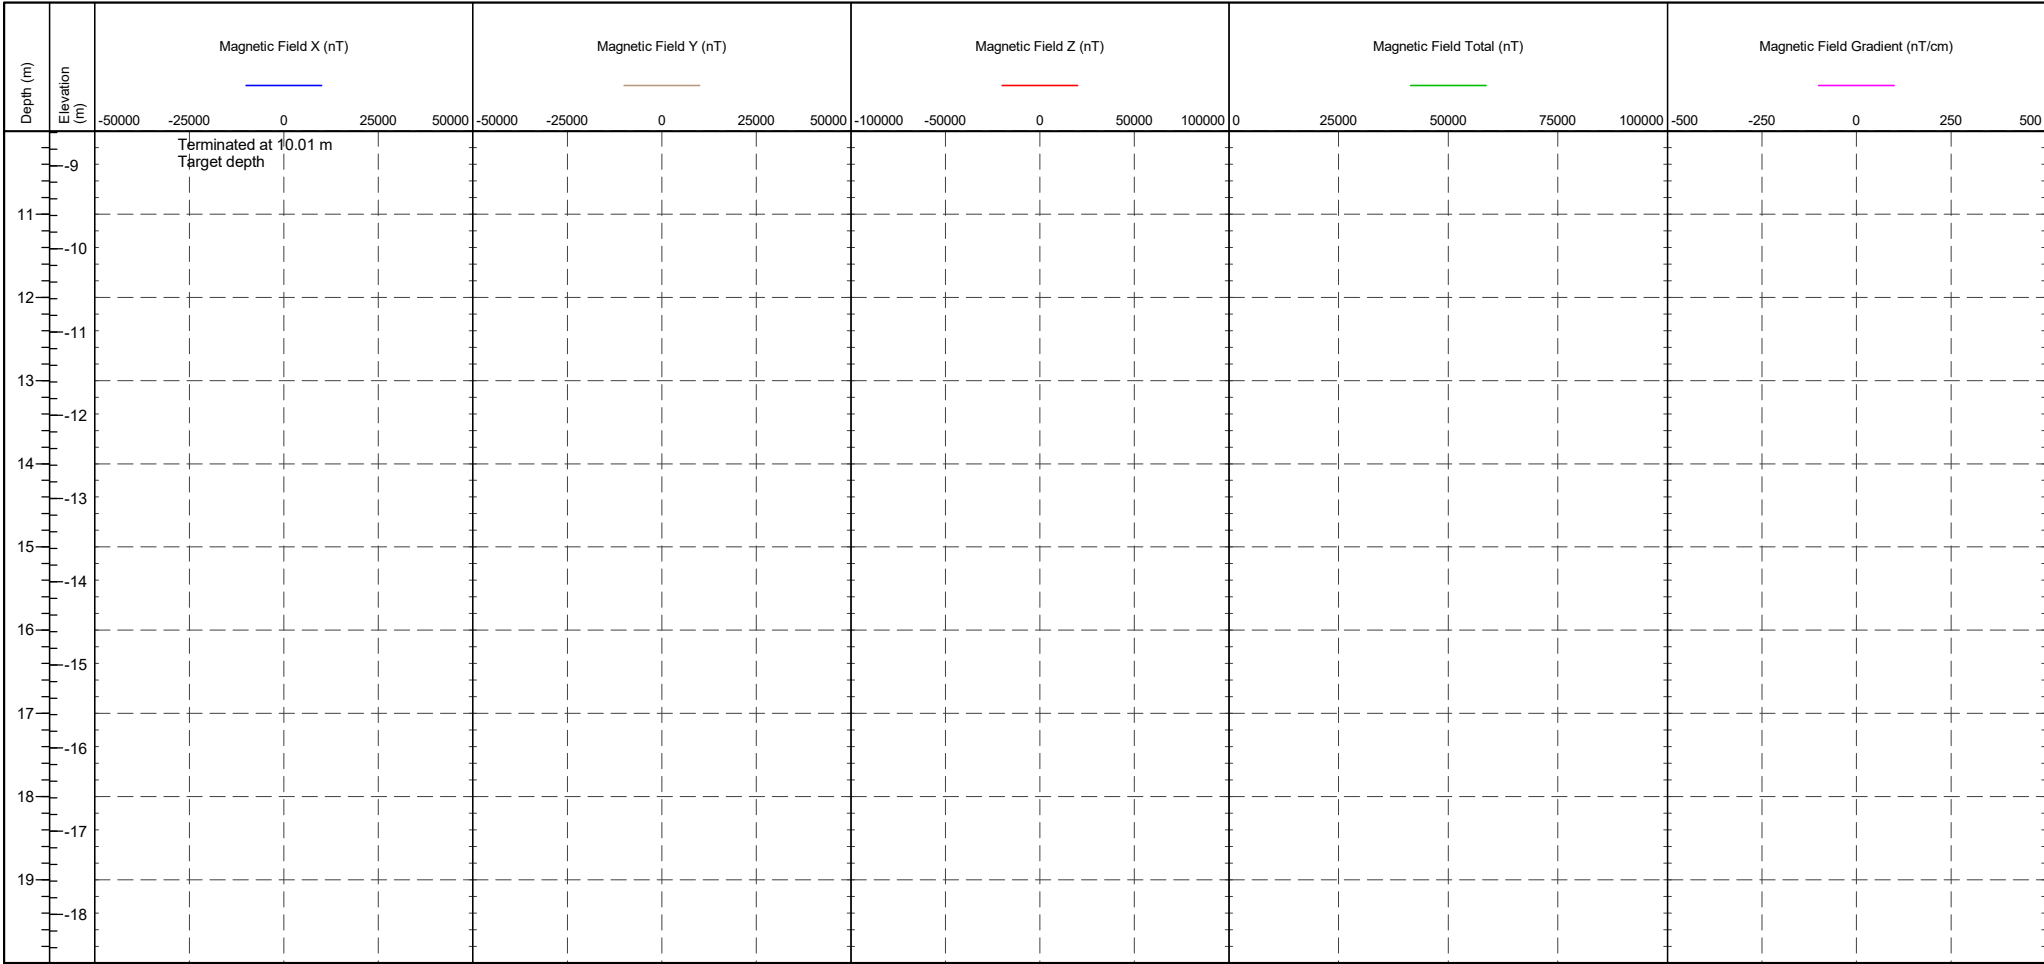 Magnetic Field X (nT)
Magnetic Field Y (nT)
Magnetic Field Z (nT)
Magnetic Field Total (nT)
Magnetic Field Gradient (nT/cm)
Depth (m)
Elevation
(m)
-50000 -25000 0 25000 50000
-50000 -25000 0 25000 50000
-100000 -50000 0 50000 100000
0 25000 50000 75000 100000
-500 -250 0 250 500
Terminated at 10.01 m
Target depth
-9
11
-10
12
-11
13
-12
14
-13
15
-14
16
-15
17
-16
18
-17
19
-18